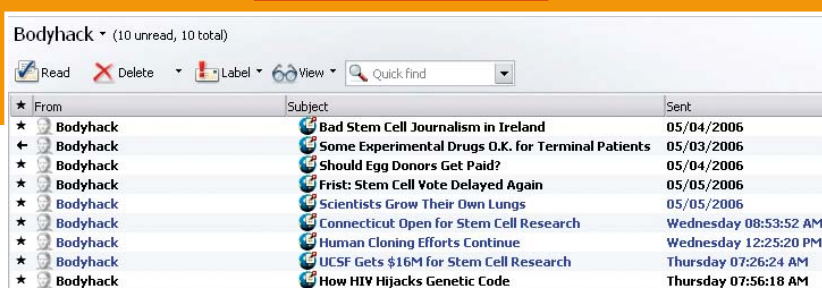 Bodyhack (10 unread, 10 total)
Read Delete Label View Quick find
From Subject Sent
Bodyhack Bad Stem Cell Journalism in Ireland 05/04/2006
Bodyhack Some Experimental Drugs O.K. for Terminal Patients 05/03/2006
Bodyhack Should Egg Donors Get Paid? 05/04/2006
Bodyhack Frist: Stem Cell Vote Delayed Again 05/05/2006
Bodyhack Scientists Grow Their Own Lungs 05/05/2006
Bodyhack Connecticut Open for Stem Cell Research Wednesday 08:53:52 AM
Bodyhack Human Cloning Efforts Continue Wednesday 12:25:20 PM
Bodyhack UCSF Gets $16M for Stem Cell Research Thursday 07:26:24 AM
Bodyhack How HIV Hijacks Genetic Code Thursday 07:56:18 AM